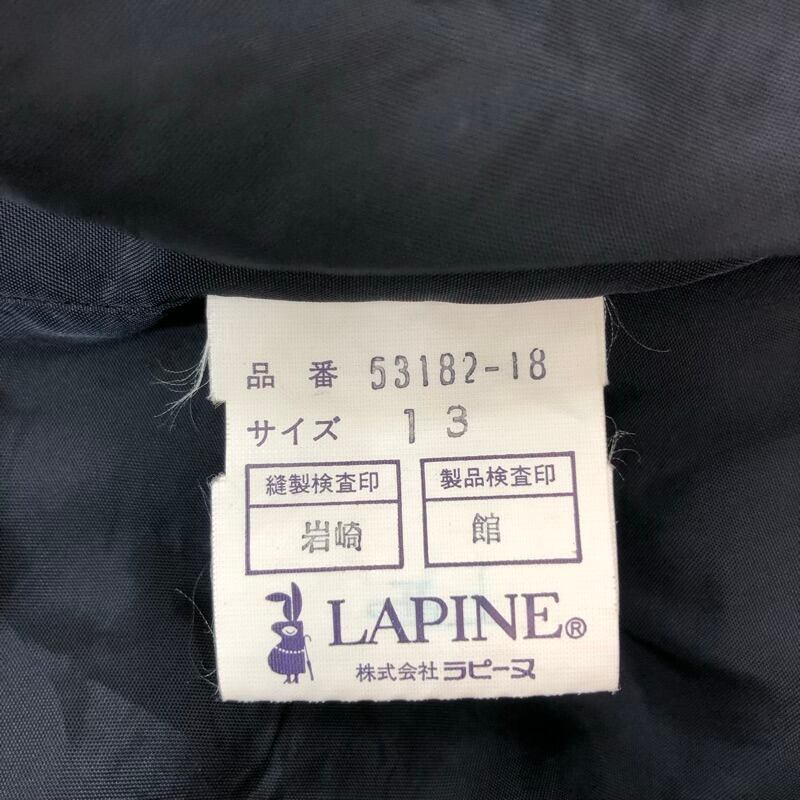 品番 53182-18
サイズ 13
縫製検査印 製品検査印
岩崎 館
LAPINE®
株式会社 ラピーヌ